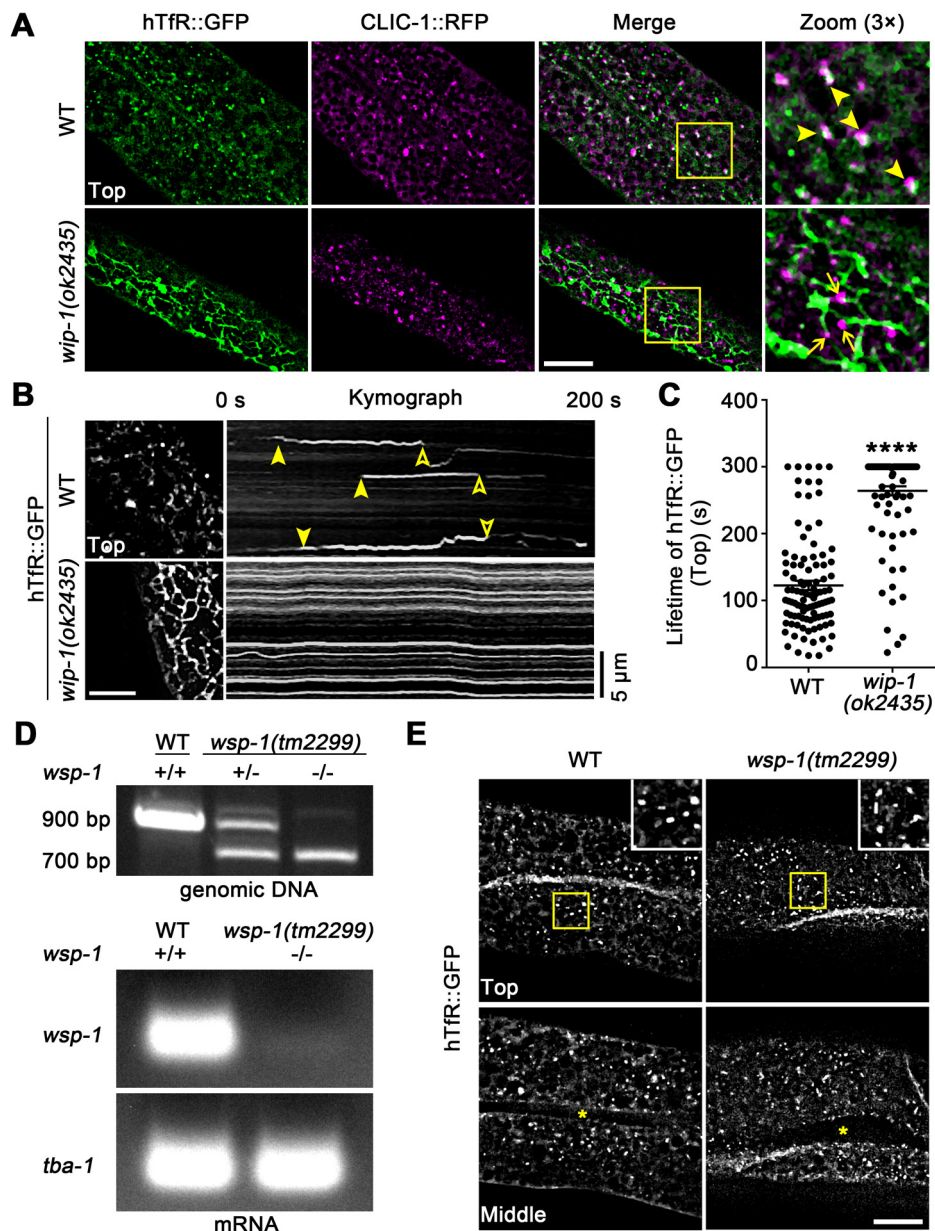 A
hTfR::GFP CLIC-1::RFP Merge Zoom (3×)
WT
Top
wip-1(ok2435)
B
0 s Kymograph 200 s
hTfR::GFP
WT
Top
wip-1(ok2435)
5 µm
C
Lifetime of hTfR::GFP
(Top) (s)
400
300
200
100
0
****
WT wip-1
(ok2435)
D
WT wsp-1(tm2299)
wsp-1 +/+ +/- -/-
900 bp
700 bp
genomic DNA
WT wsp-1(tm2299)
wsp-1 +/+ -/-
wsp-1
tba-1
mRNA
E
WT wsp-1(tm2299)
hTfR::GFP
Top
*
*
Middle